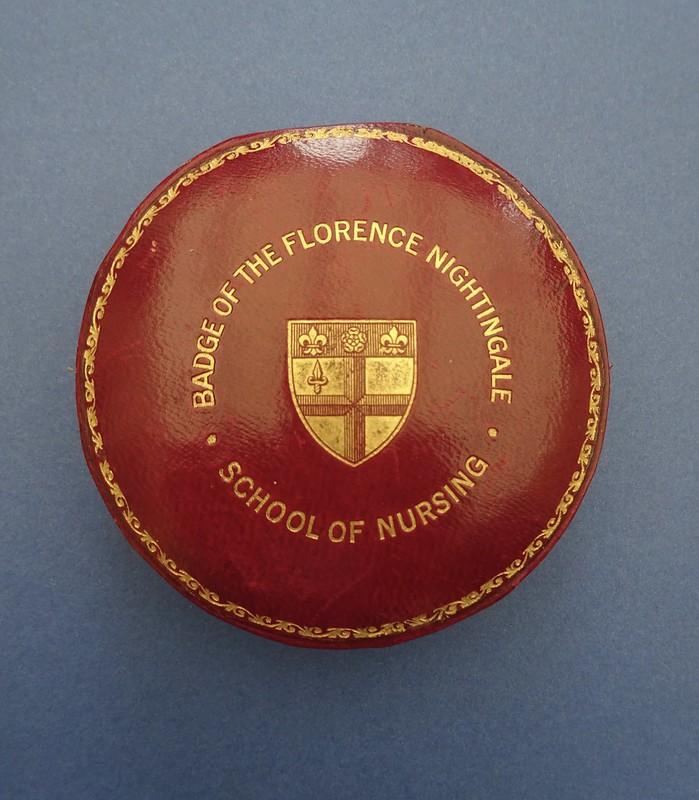 BADGE OF THE FLORENCE NIGHTINGALE
• SCHOOL OF NURSING •